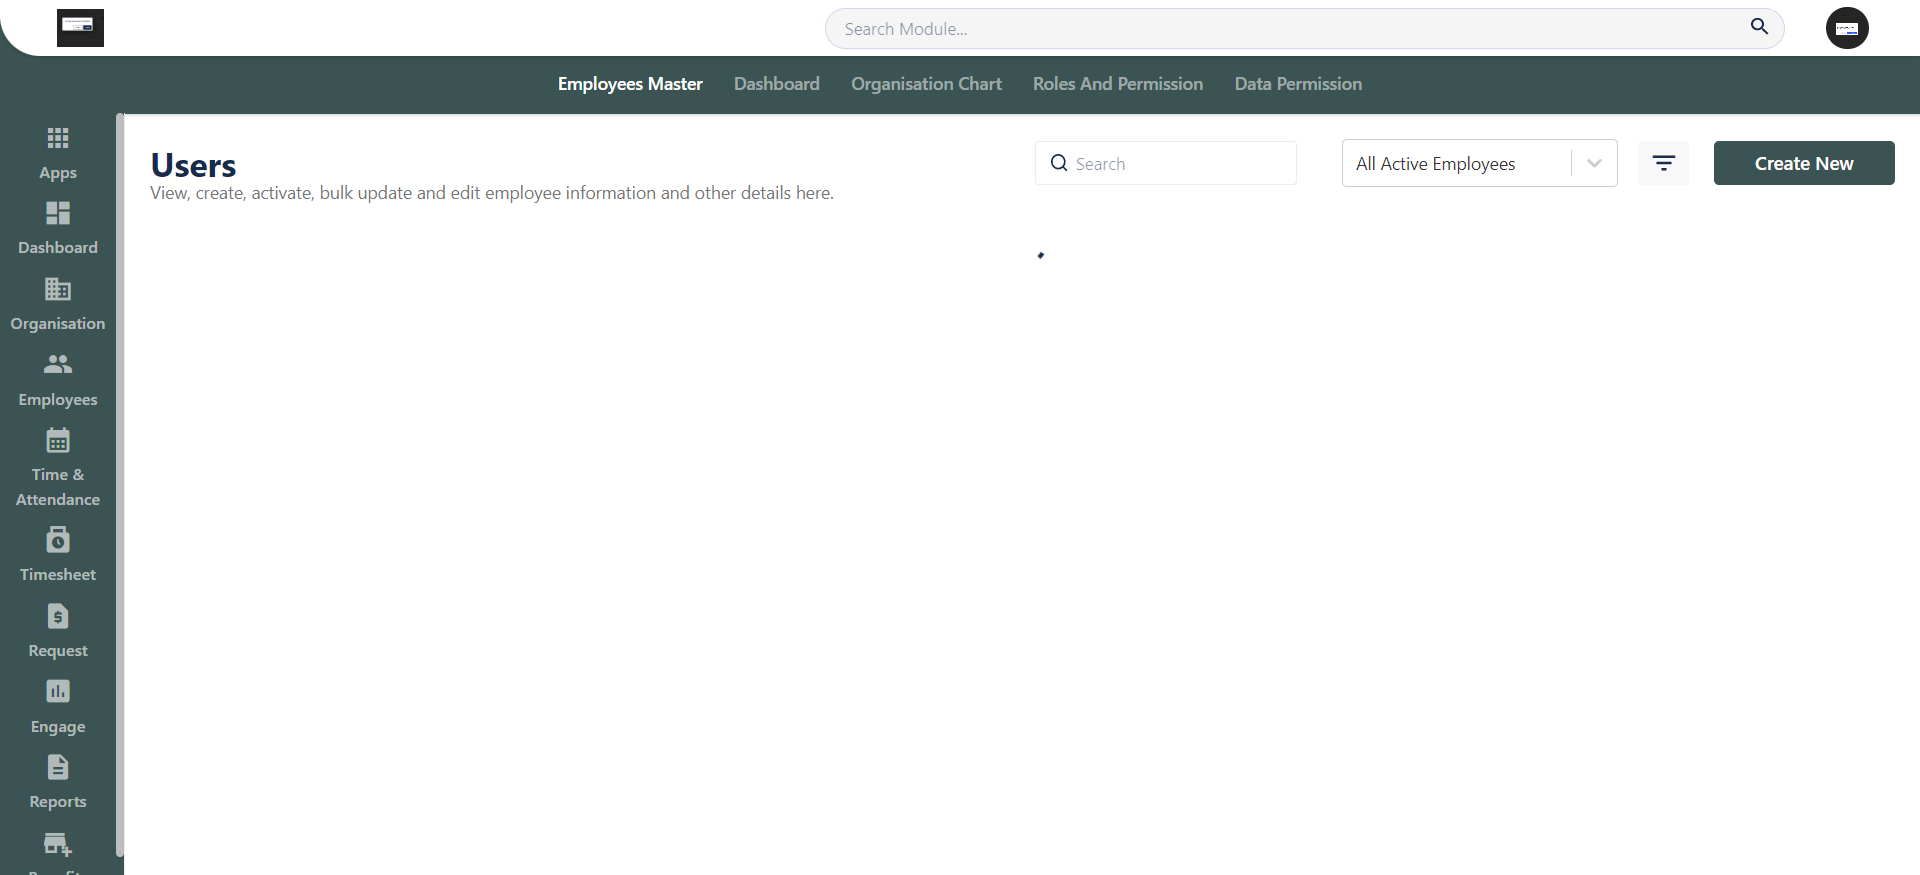 Search Module...
Employees Master
Dashboard
Organisation Chart
Roles And Permission
Data Permission
Apps
Dashboard
Organisation
Employees
Time &
Attendance
Timesheet
Request
Engage
Reports
Users
View, create, activate, bulk update and edit employee information and other details here.
Search
All Active Employees
Create New